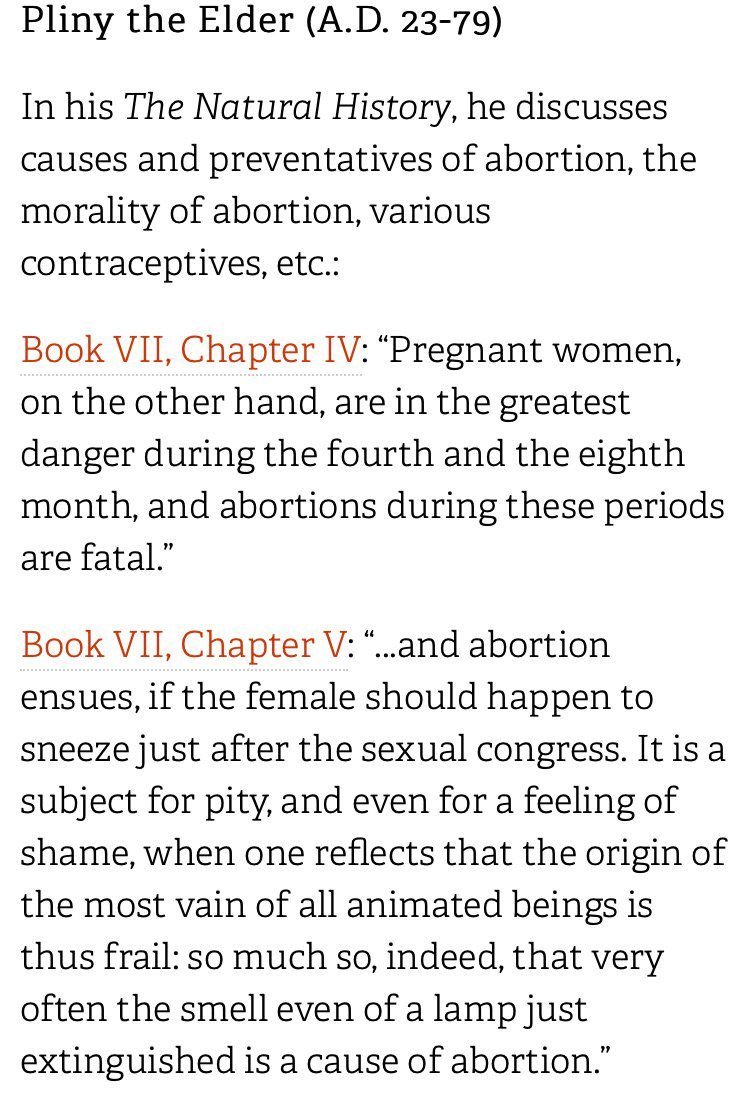 Pliny the Elder (A.D. 23-79)
In his The Natural History, he discusses
causes and preventatives of abortion, the
morality of abortion, various
contraceptives, etc.:
Book VII, Chapter IV: “Pregnant women,
on the other hand, are in the greatest
danger during the fourth and the eighth
month, and abortions during these periods
are fatal.”
Book VII, Chapter V: “...and abortion
ensues, if the female should happen to
sneeze just after the sexual congress. It is a
subject for pity, and even for a feeling of
shame, when one reflects that the origin of
the most vain of all animated beings is
thus frail: so much so, indeed, that very
often the smell even of a lamp just
extinguished is a cause of abortion.”